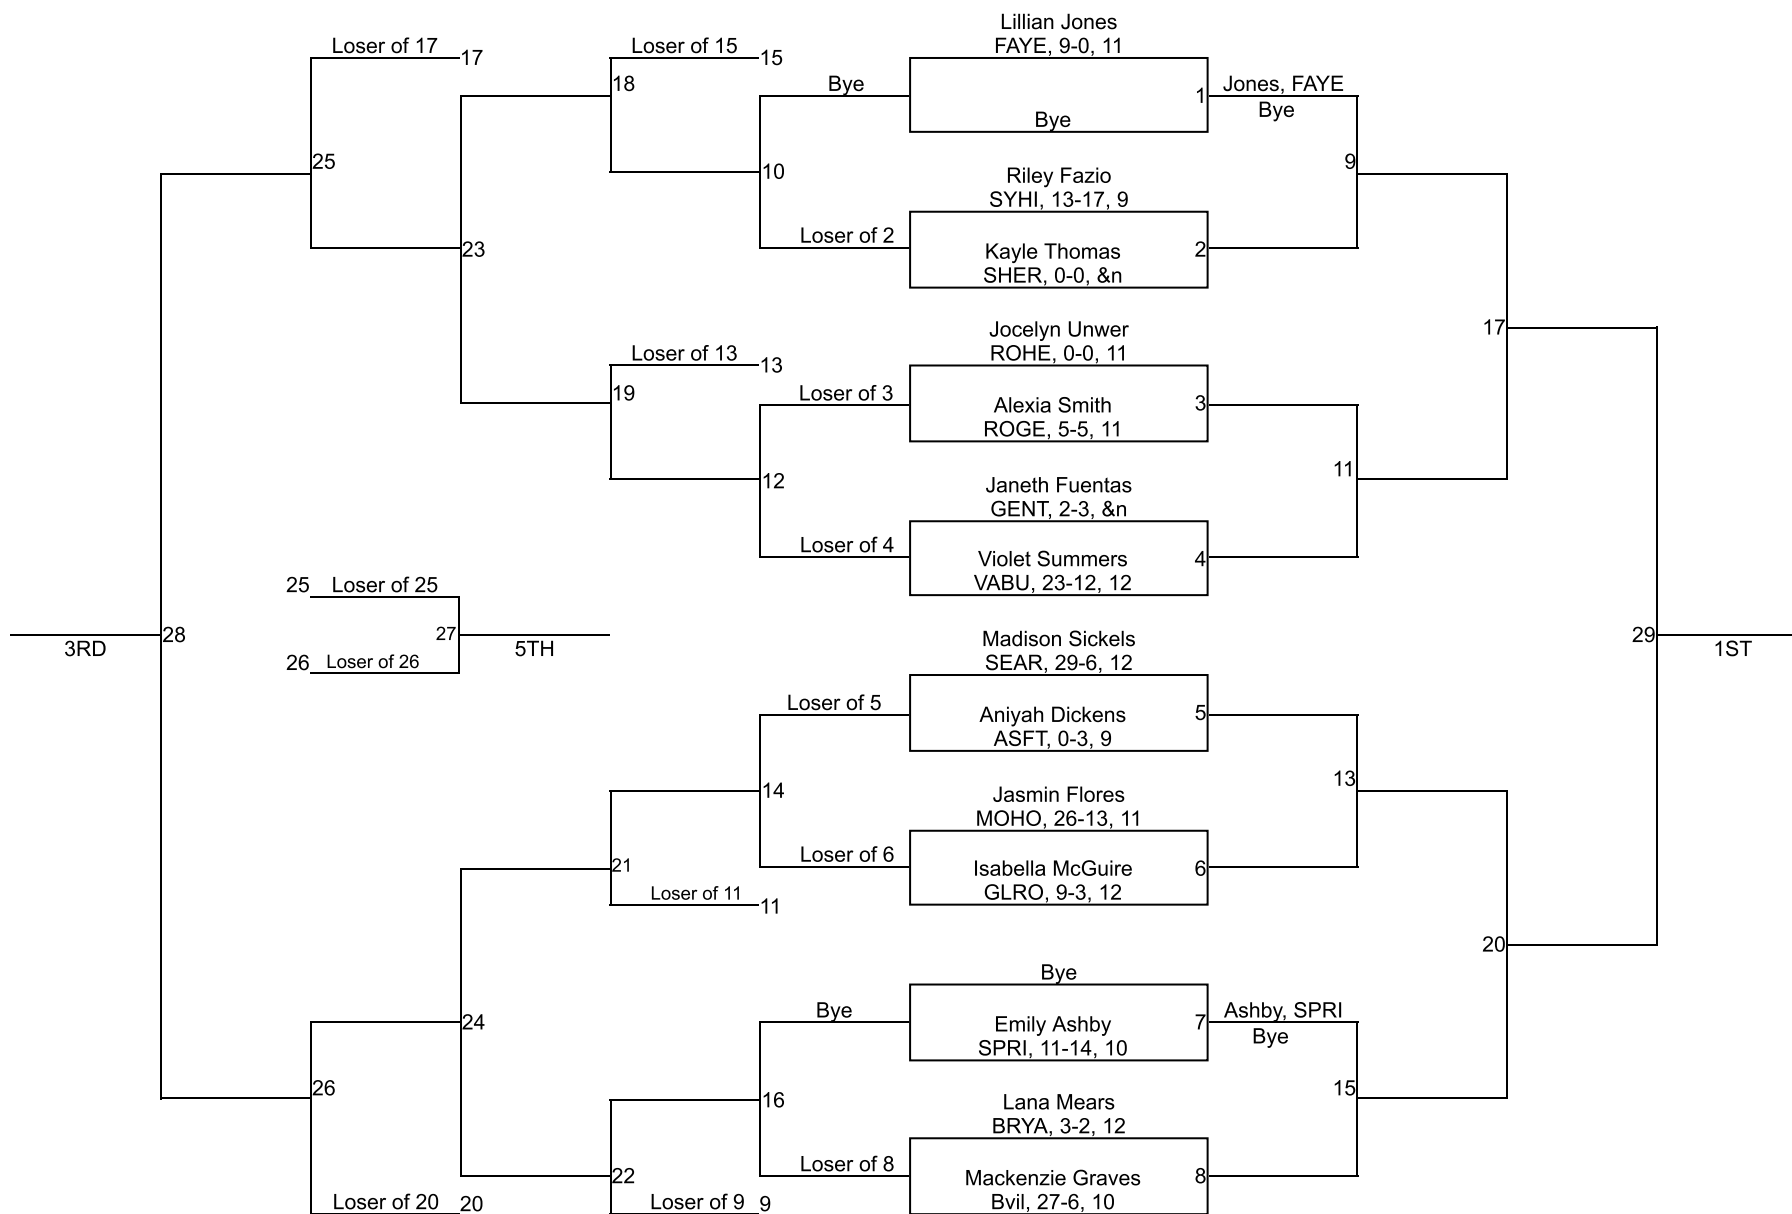 Lillian Jones
Loser of 17
17
Loser of 15
15
FAYE, 9-0, 11
18
Bye
1
Jones, FAYE
Bye
Bye
25
10
9
Riley Fazio
SYHI, 13-17, 9
23
Loser of 2
Kayle Thomas
2
SHER, 0-0, &n
Jocelyn Unwer
17
Loser of 13
13
ROHE, 0-0, 11
19
Loser of 3
Alexia Smith
3
ROGE, 5-5, 11
12
11
Janeth Fuentas
GENT, 2-3, &n
Loser of 4
Violet Summers
4
VABU, 23-12, 12
25
Loser of 25
3RD
28
27
5TH
Madison Sickels
29
1ST
26
Loser of 26
SEAR, 29-6, 12
Loser of 5
Aniyah Dickens
5
ASFT, 0-3, 9
14
13
Jasmin Flores
MOHO, 26-13, 11
21
Loser of 6
Isabella McGuire
6
GLRO, 9-3, 12
Loser of 11
11
20
Bye
24
Bye
Emily Ashby
7
Ashby, SPRI
Bye
SPRI, 11-14, 10
26
16
15
Lana Mears
BRYA, 3-2, 12
22
Loser of 8
Mackenzie Graves
8
Bvil, 27-6, 10
Loser of 20
20
Loser of 9
9